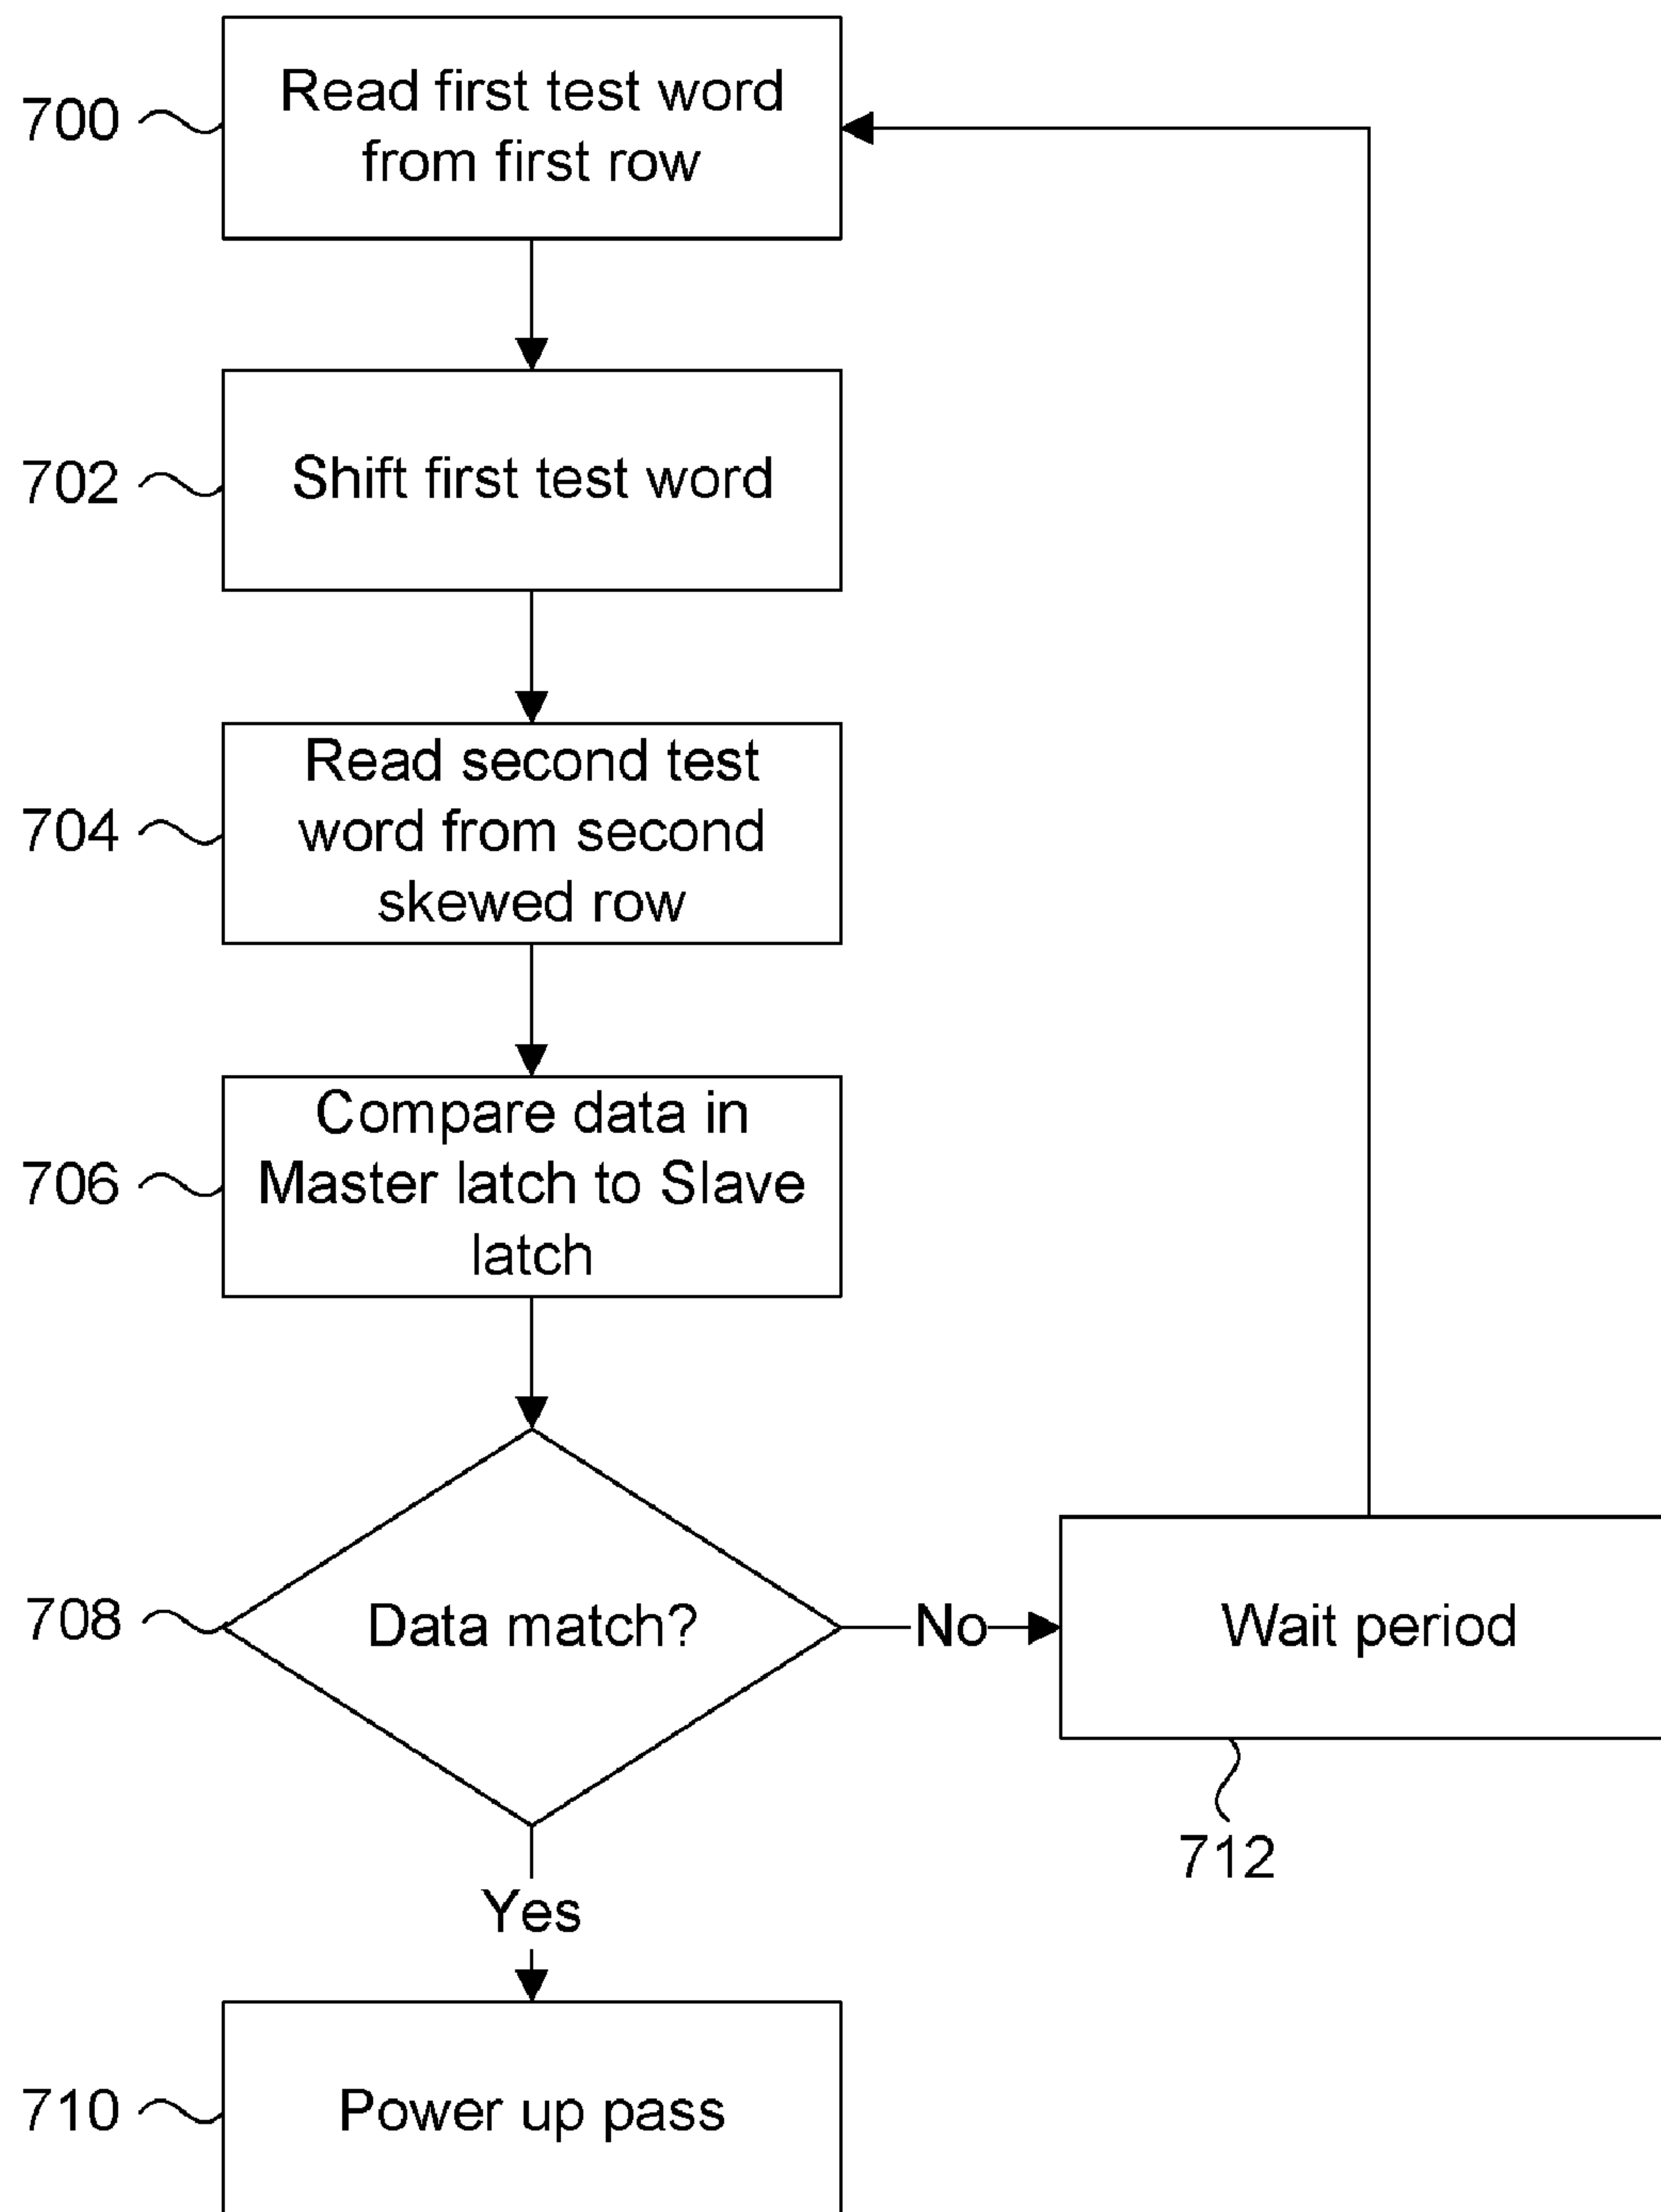 700
Read first test word
from first row
702
Shift first test word
704
Read second test
word from second
skewed row
706
Compare data in
Master latch to Slave
latch
708
Data match?
No
Wait period
712
Yes
710
Power up pass